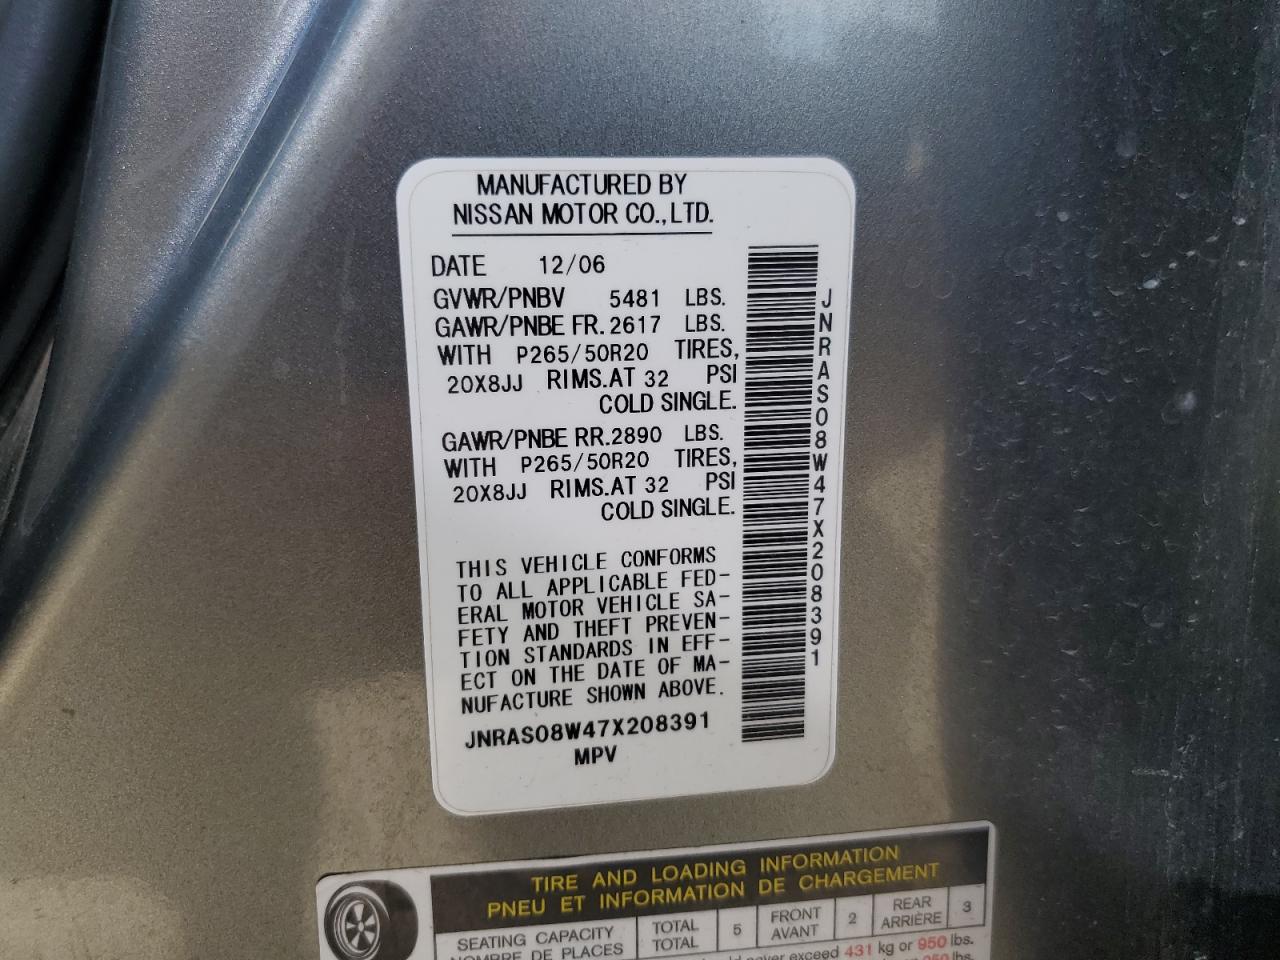 MANUFACTURED BY
NISSAN MOTOR CO., LTD.
DATE 12/06
GVWR/PNBV 5481 LBS.
GAWR/PNBE FR. 2617 LBS.
WITH P265/50R20 TIRES,
20X8JJ RIMS. AT 32 PSI
COLD SINGLE.
GAWR/PNBE RR. 2890 LBS.
WITH P265/50R20 TIRES,
20X8JJ RIMS. AT 32 PSI
COLD SINGLE.
THIS VEHICLE CONFORMS
TO ALL APPLICABLE FED-
ERAL MOTOR VEHICLE SA-
FETY AND THEFT PREVEN-
TION STANDARDS IN EFF-
ECT ON THE DATE OF MA-
NUFACTURE SHOWN ABOVE.
JNRAS08W47X208391
MPV
JNRAS08W47X208391
TIRE AND LOADING INFORMATION
PNEU ET INFORMATION DE CHARGEMENT
SEATING CAPACITY TOTAL 5 FRONT 2 REAR 3
NOMBRE DE PLACES TOTAL AVANT ARRIÈRE
never exceed 431 kg or 950 lbs.
950 lbs.